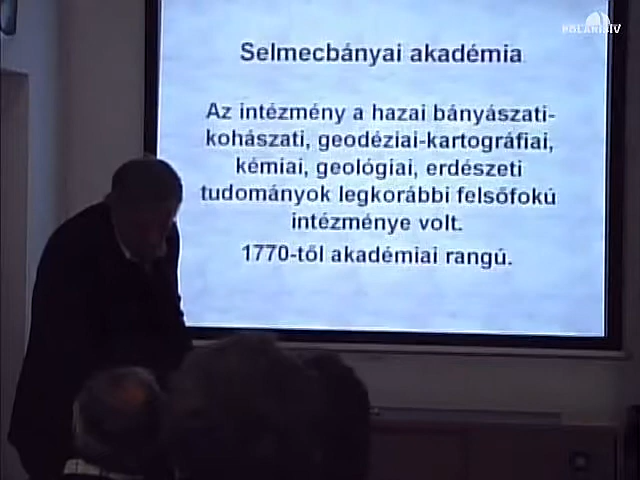 POLARISTV
Selmecbányai akadémia
Az intézmény a hazai bányászati-
kohászati, geodéziai-kartográfiai,
kémiai, geológiai, erdészeti
tudományok legkorábbi felsőfokú
intézménye volt.
1770-től akadémiai rangú.